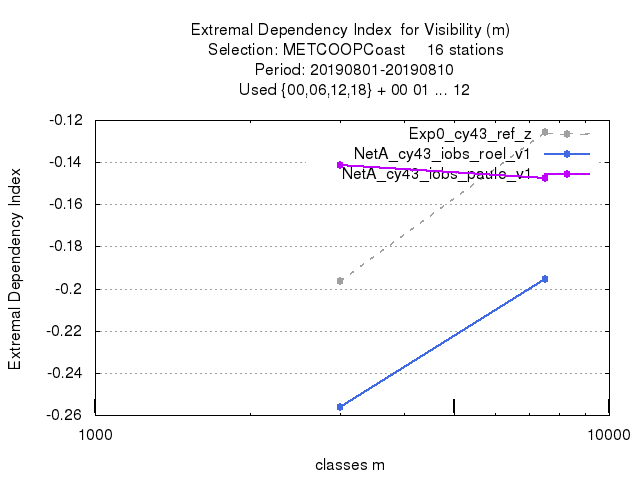 Extremal Dependency Index  for Visibility (m)
Selection: METCOOPCoast     16 stations
Period: 20190801-20190810
Used {00,06,12,18} + 00 01 ... 12
Exp0_cy43_ref_z
NetA_cy43_iobs_roel_v1
NetA_cy43_iobs_paulo_v1
Extremal Dependency Index
-0.12
-0.14
-0.16
-0.18
-0.2
-0.22
-0.24
-0.26
1000
10000
classes m